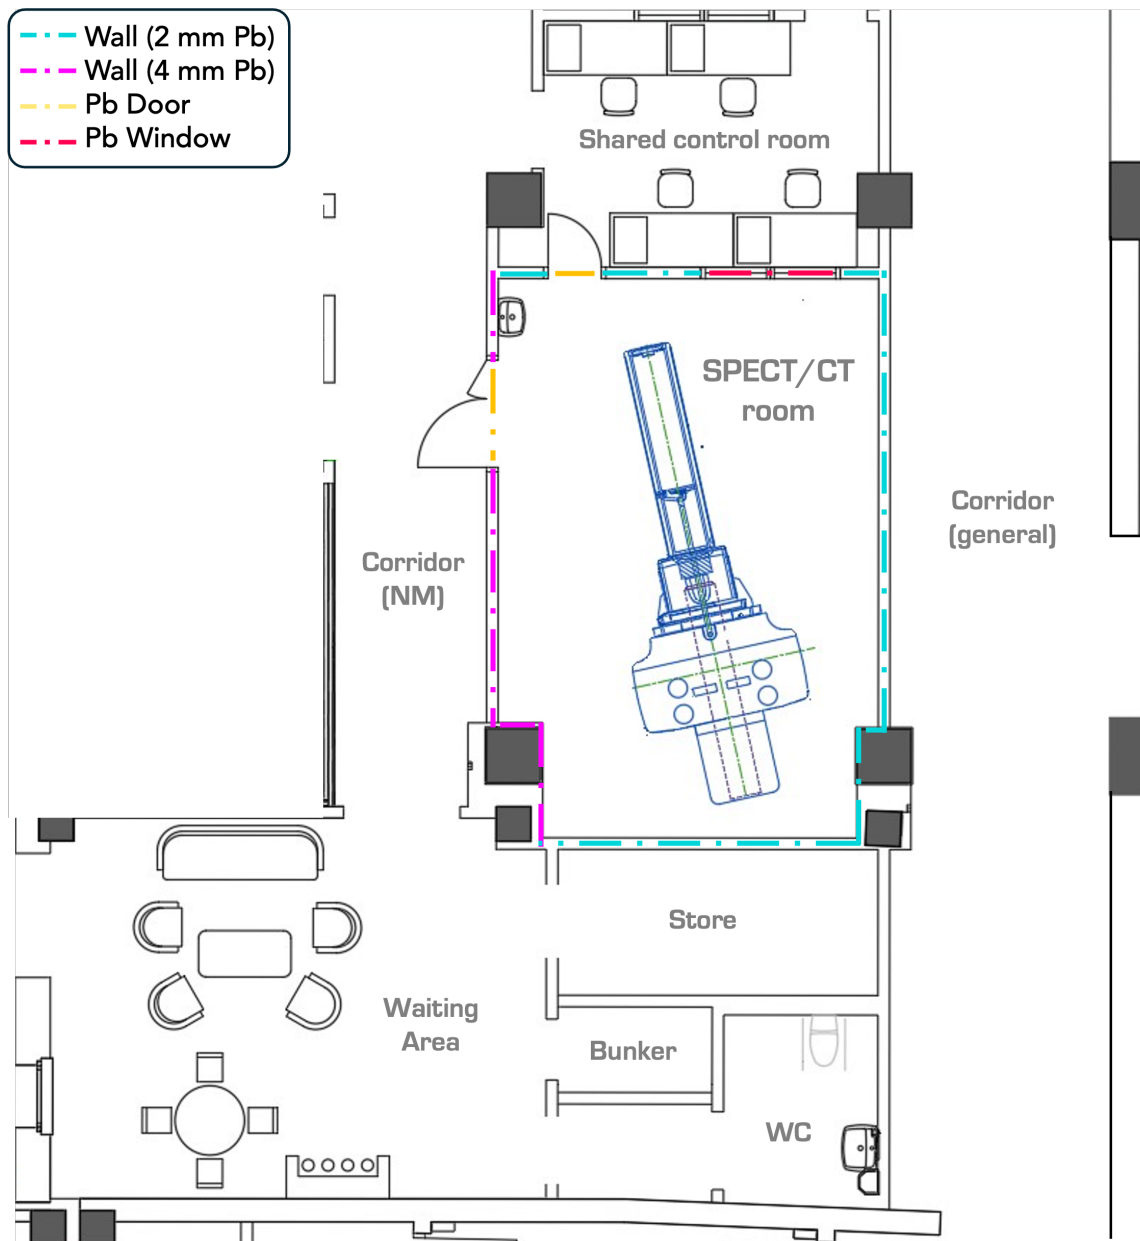 Wall (2 mm Pb)
Wall (4 mm Pb)
Pb Door
Pb Window
Shared control room
SPECT/CT
room
Corridor
(general)
Corridor
(NM)
Store
Waiting
Area
Bunker
WC